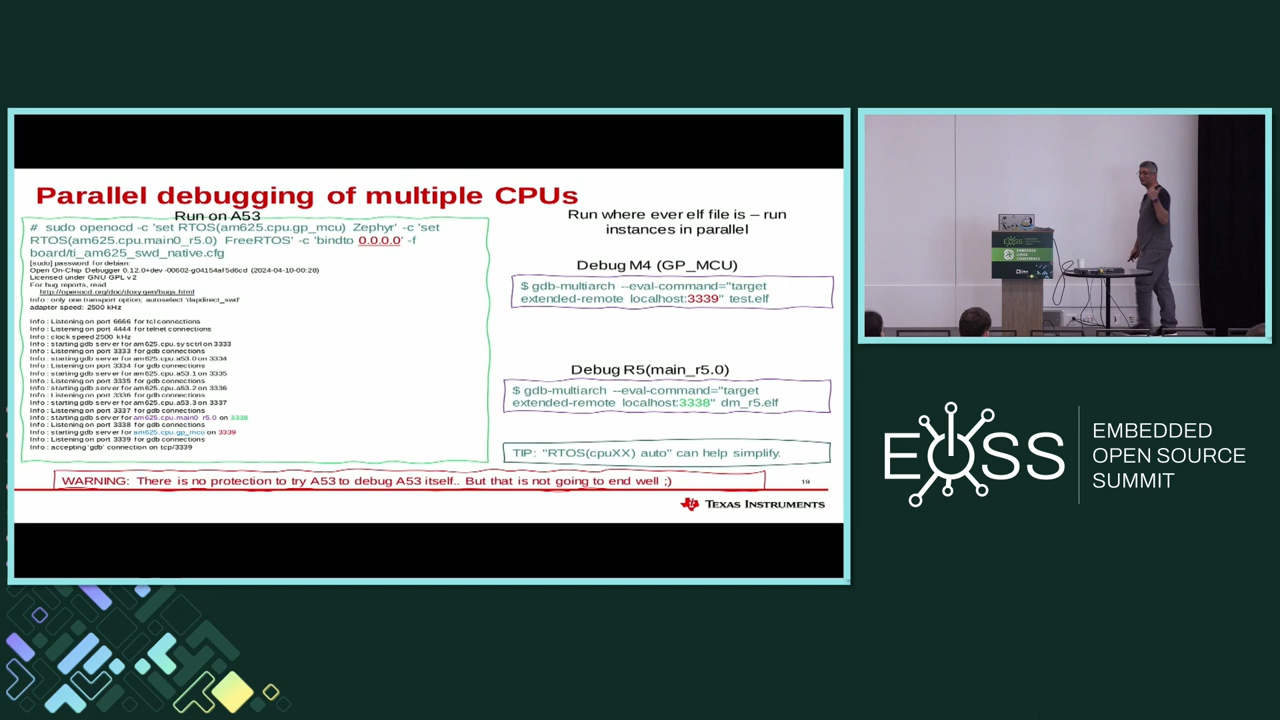 Parallel debugging of multiple CPUs
Run on A53
# sudo openocd -c 'set RTOS(am625.cpu.gp_mcu) Zephyr' -c 'set
RTOS(am625.cpu.main0_r5.0) FreeRTOS' -c 'bindto 0.0.0.0' -f
board/ti_am625_swd_native.cfg
[sudo] password for debian:
Open On-Chip Debugger 0.12.0+dev-00602-g04154af5d6cd (2024-04-10-00:28)
Licensed under GNU GPL v2
For bug reports, read
http://openocd.org/doc/doxygen/bugs.html
Info : only one transport option; autoselect 'dapdirect_swd'
adapter speed: 2500 kHz
Info : Listening on port 6666 for tcl connections
Info : Listening on port 4444 for telnet connections
Info : clock speed 2500 kHz
Info : starting gdb server for am625.cpu.sysctrl on 3333
Info : Listening on port 3333 for gdb connections
Info : starting gdb server for am625.cpu.a53.0 on 3334
Info : Listening on port 3334 for gdb connections
Info : starting gdb server for am625.cpu.a53.1 on 3335
Info : Listening on port 3335 for gdb connections
Info : starting gdb server for am625.cpu.a53.2 on 3336
Info : Listening on port 3336 for gdb connections
Info : starting gdb server for am625.cpu.a53.3 on 3337
Info : Listening on port 3337 for gdb connections
Info : starting gdb server for am625.cpu.main0_r5.0 on 3338
Info : Listening on port 3338 for gdb connections
Info : starting gdb server for am625.cpu.gp_mcu on 3339
Info : Listening on port 3339 for gdb connections
Info : accepting 'gdb' connection on tcp/3339
Run where ever elf file is – run
instances in parallel
Debug M4 (GP_MCU)
$ gdb-multiarch --eval-command="target
extended-remote localhost:3339" test.elf
Debug R5(main_r5.0)
$ gdb-multiarch --eval-command="target
extended-remote localhost:3338" dm_r5.elf
TIP: "RTOS(cpuXX) auto" can help simplify.
WARNING: There is no protection to try A53 to debug A53 itself.. But that is not going to end well ;)
19
TEXAS INSTRUMENTS
EOSS
EMBEDDED
OPEN SOURCE
SUMMIT